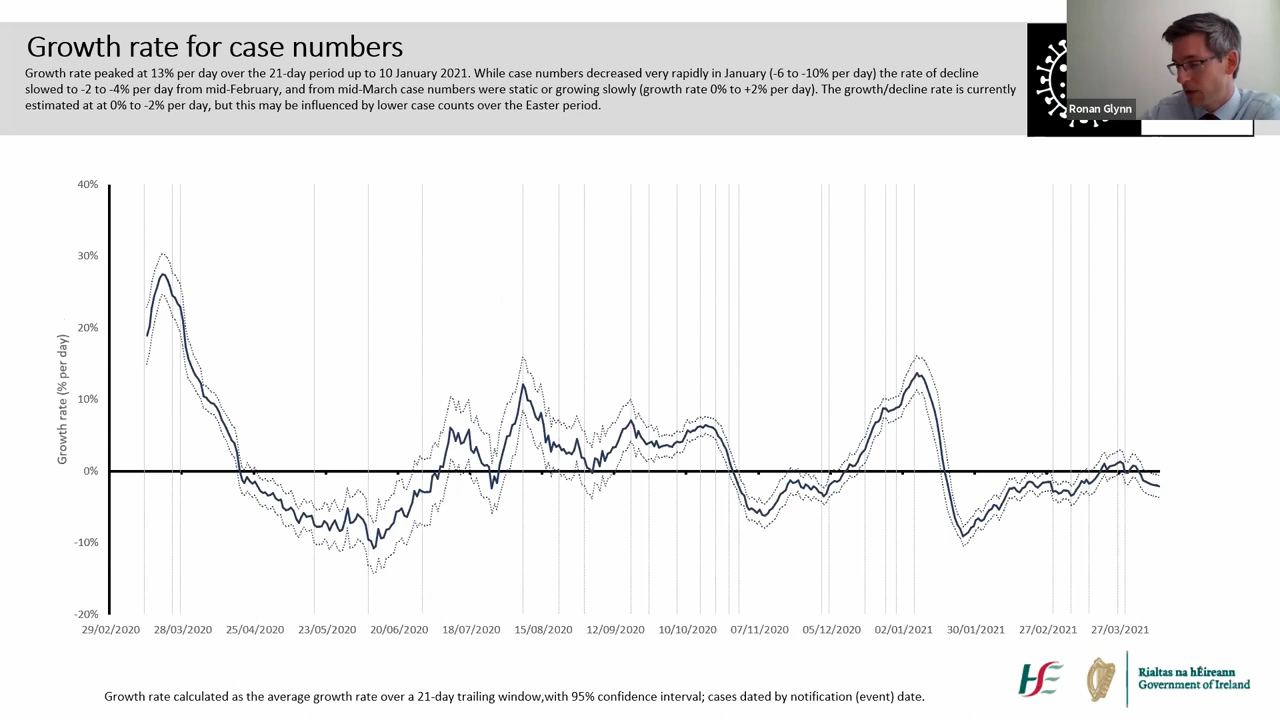 Growth rate for case numbers
Growth rate peaked at 13% per day over the 21-day period up to 10 January 2021. While case numbers decreased very rapidly in January (-6 to -10% per day) the rate of decline
slowed to -2 to -4% per day from mid-February, and from mid-March case numbers were static or growing slowly (growth rate 0% to +2% per day). The growth/decline rate is currently
estimated at at 0% to -2% per day, but this may be influenced by lower case counts over the Easter period.
Ronan Glynn
Growth rate (% per day)
40%
30%
20%
10%
0%
-10%
-20%
29/02/2020 28/03/2020 25/04/2020 23/05/2020 20/06/2020 18/07/2020 15/08/2020 12/09/2020 10/10/2020 07/11/2020 05/12/2020 02/01/2021 30/01/2021 27/02/2021 27/03/2021
Growth rate calculated as the average growth rate over a 21-day trailing window,with 95% confidence interval; cases dated by notification (event) date.
Rialtas na hÉireann
Government of Ireland